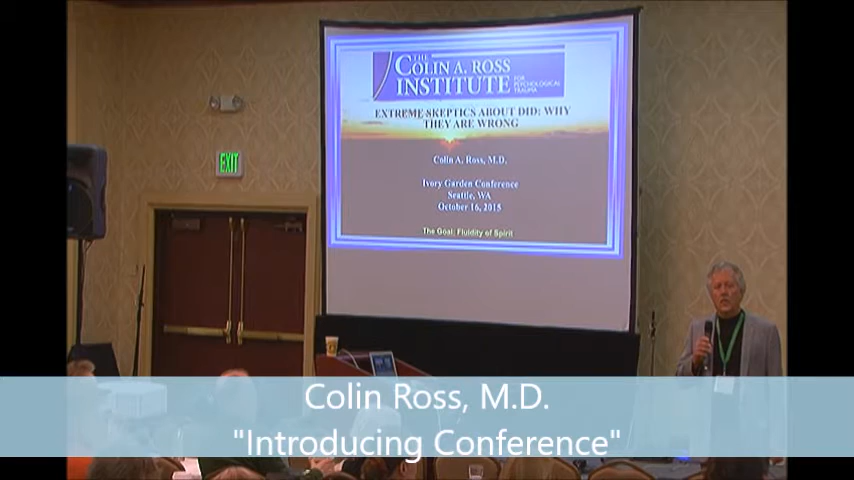 THE
COLIN A. ROSS
INSTITUTE
FOR
PSYCHOLOGICAL
TRAUMA
EXTREME SKEPTICS ABOUT DID: WHY
THEY ARE WRONG
Colin A. Ross, M.D.
Ivory Garden Conference
Seattle, WA
October 16, 2015
The Goal: Fluidity of Spirit
EXIT
Colin Ross, M.D.
"Introducing Conference"